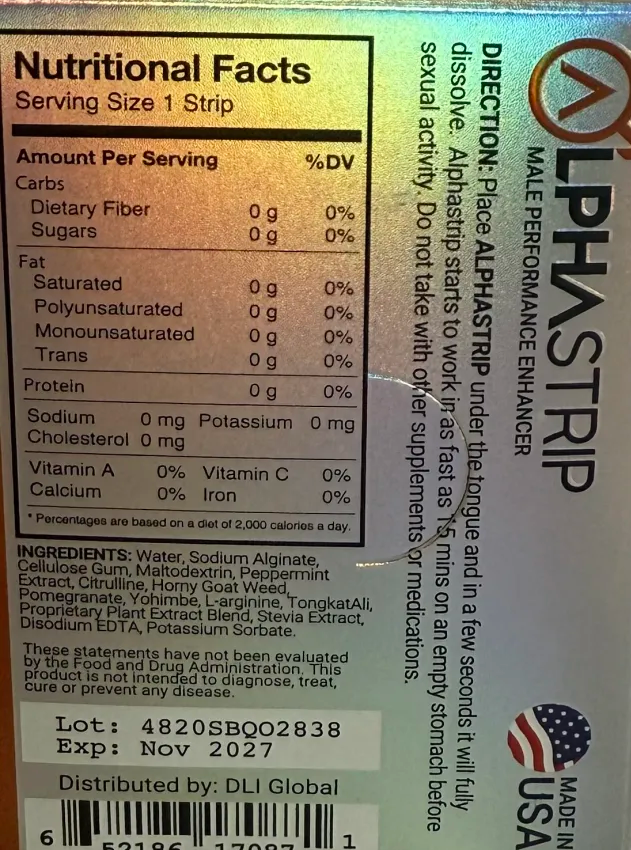 Nutritional Facts
Serving Size 1 Strip
Amount Per Serving %DV
Carbs
Dietary Fiber 0 g 0%
Sugars 0 g 0%
Fat
Saturated 0 g 0%
Polyunsaturated 0 g 0%
Monounsaturated 0 g 0%
Trans 0 g 0%
Protein 0 g 0%
Sodium 0 mg Potassium 0 mg
Cholesterol 0 mg
Vitamin A 0% Vitamin C 0%
Calcium 0% Iron 0%
* Percentages are based on a diet of 2,000 calories a day.
INGREDIENTS: Water, Sodium Alginate,
Cellulose Gum, Maltodextrin, Peppermint
Extract, Citrulline, Horny Goat Weed,
Pomegranate, Yohimbe, L-arginine, TongkatAli,
Proprietary Plant Extract Blend, Stevia Extract,
Disodium EDTA, Potassium Sorbate.
These statements have not been evaluated
by the Food and Drug Administration. This
product is not intended to diagnose, treat,
cure or prevent any disease.
Lot: 4820SBQO2838
Exp: Nov 2027
Distributed by: DLI Global
6 52186 17087 1
ALPHASTRIP
MALE PERFORMANCE ENHANCER
DIRECTION: Place ALPHASTRIP under the tongue and in a few seconds it will fully
dissolve. Alphastrip starts to work in as fast as 15 mins on an empty stomach before
sexual activity. Do not take with other supplements or medications.
MADE IN
USA